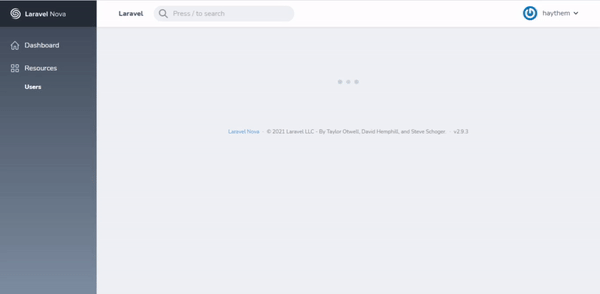 Laravel Nova
Laravel
Press / to search
haythem
Dashboard
Resources
Users
Laravel Nova · © 2021 Laravel LLC - By Taylor Otwell, David Hemphill, and Steve Schoger · v2.9.3